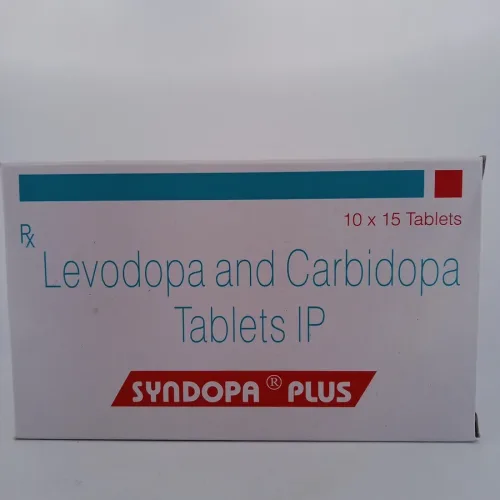 10 x 15 Tablets
Rx
Levodopa and Carbidopa
Tablets IP
SYNDOPA® PLUS